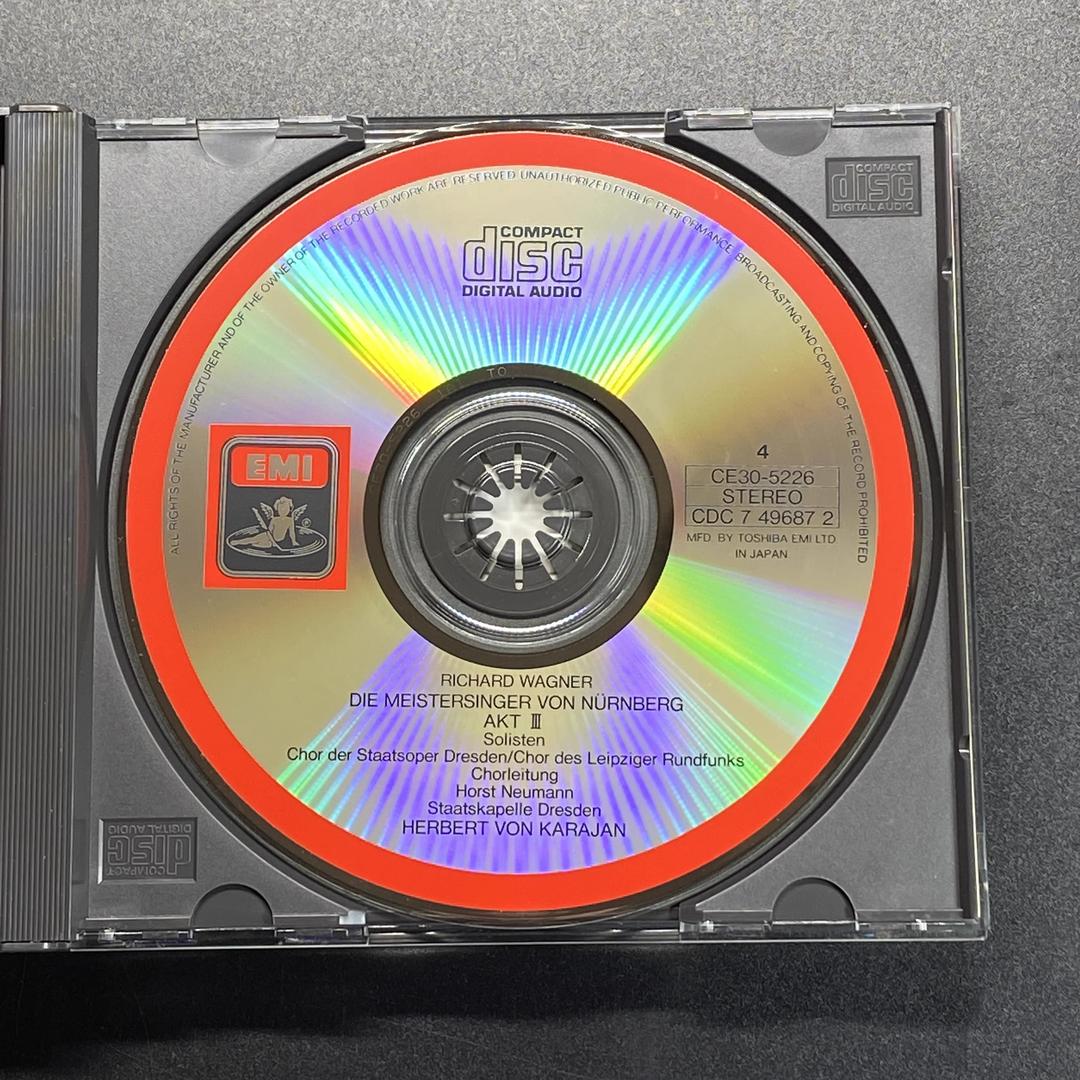 ALL RIGHTS OF THE MANUFACTURER AND OF THE OWNER OF THE RECORDED WORK ARE RESERVED UNAUTHORIZED PUBLIC PERFORMANCE BROADCASTING AND COPYING OF THE RECORD PROHIBITED
COMPACT
disc
DIGITAL AUDIO
COMPACT
disc
DIGITAL AUDIO
EMI
®
4
CE30-5226
STEREO
CDC 7 49687 2
MFD. BY TOSHIBA EMI LTD
IN JAPAN
RICHARD WAGNER
DIE MEISTERSINGER VON NÜRNBERG
AKT Ⅲ
Solisten
Chor der Staatsoper Dresden/Chor des Leipziger Rundfunks
Chorleitung
Horst Neumann
Staatskapelle Dresden
HERBERT VON KARAJAN
COMPACT
disc
DIGITAL AUDIO